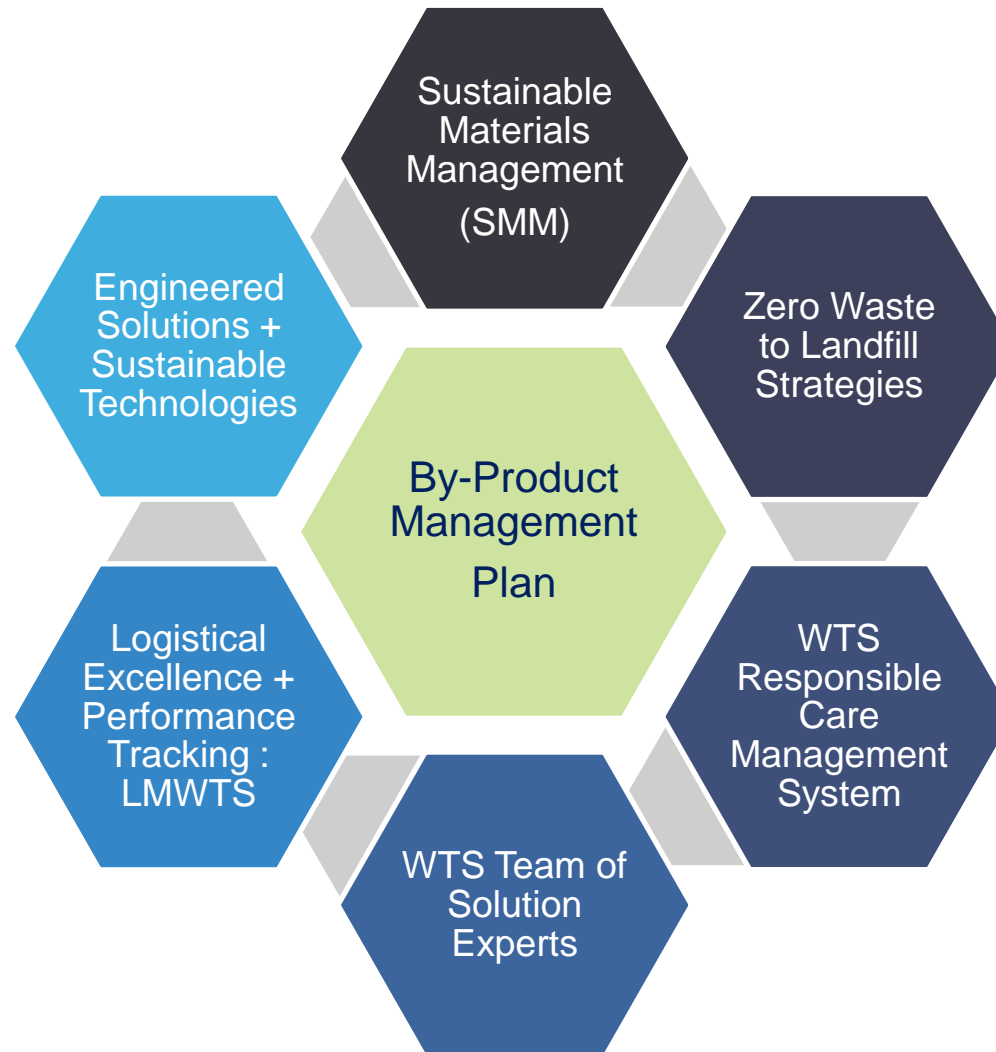 Sustainable
Materials
Management
(SMM)
Zero Waste
to Landfill
Strategies
WTS
Responsible
Care
Management
System
WTS Team of
Solution
Experts
Logistical
Excellence +
Performance
Tracking :
LMWTS
Engineered
Solutions +
Sustainable
Technologies
By-Product
Management
Plan